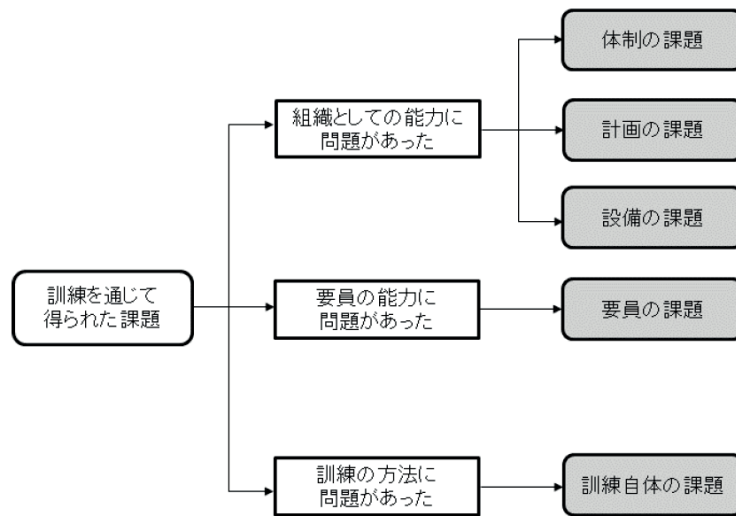 訓練を通じて
得られた課題
組織としての能力に
問題があった
体制の課題
計画の課題
設備の課題
要員の能力に
問題があった
要員の課題
訓練の方法に
問題があった
訓練自体の課題